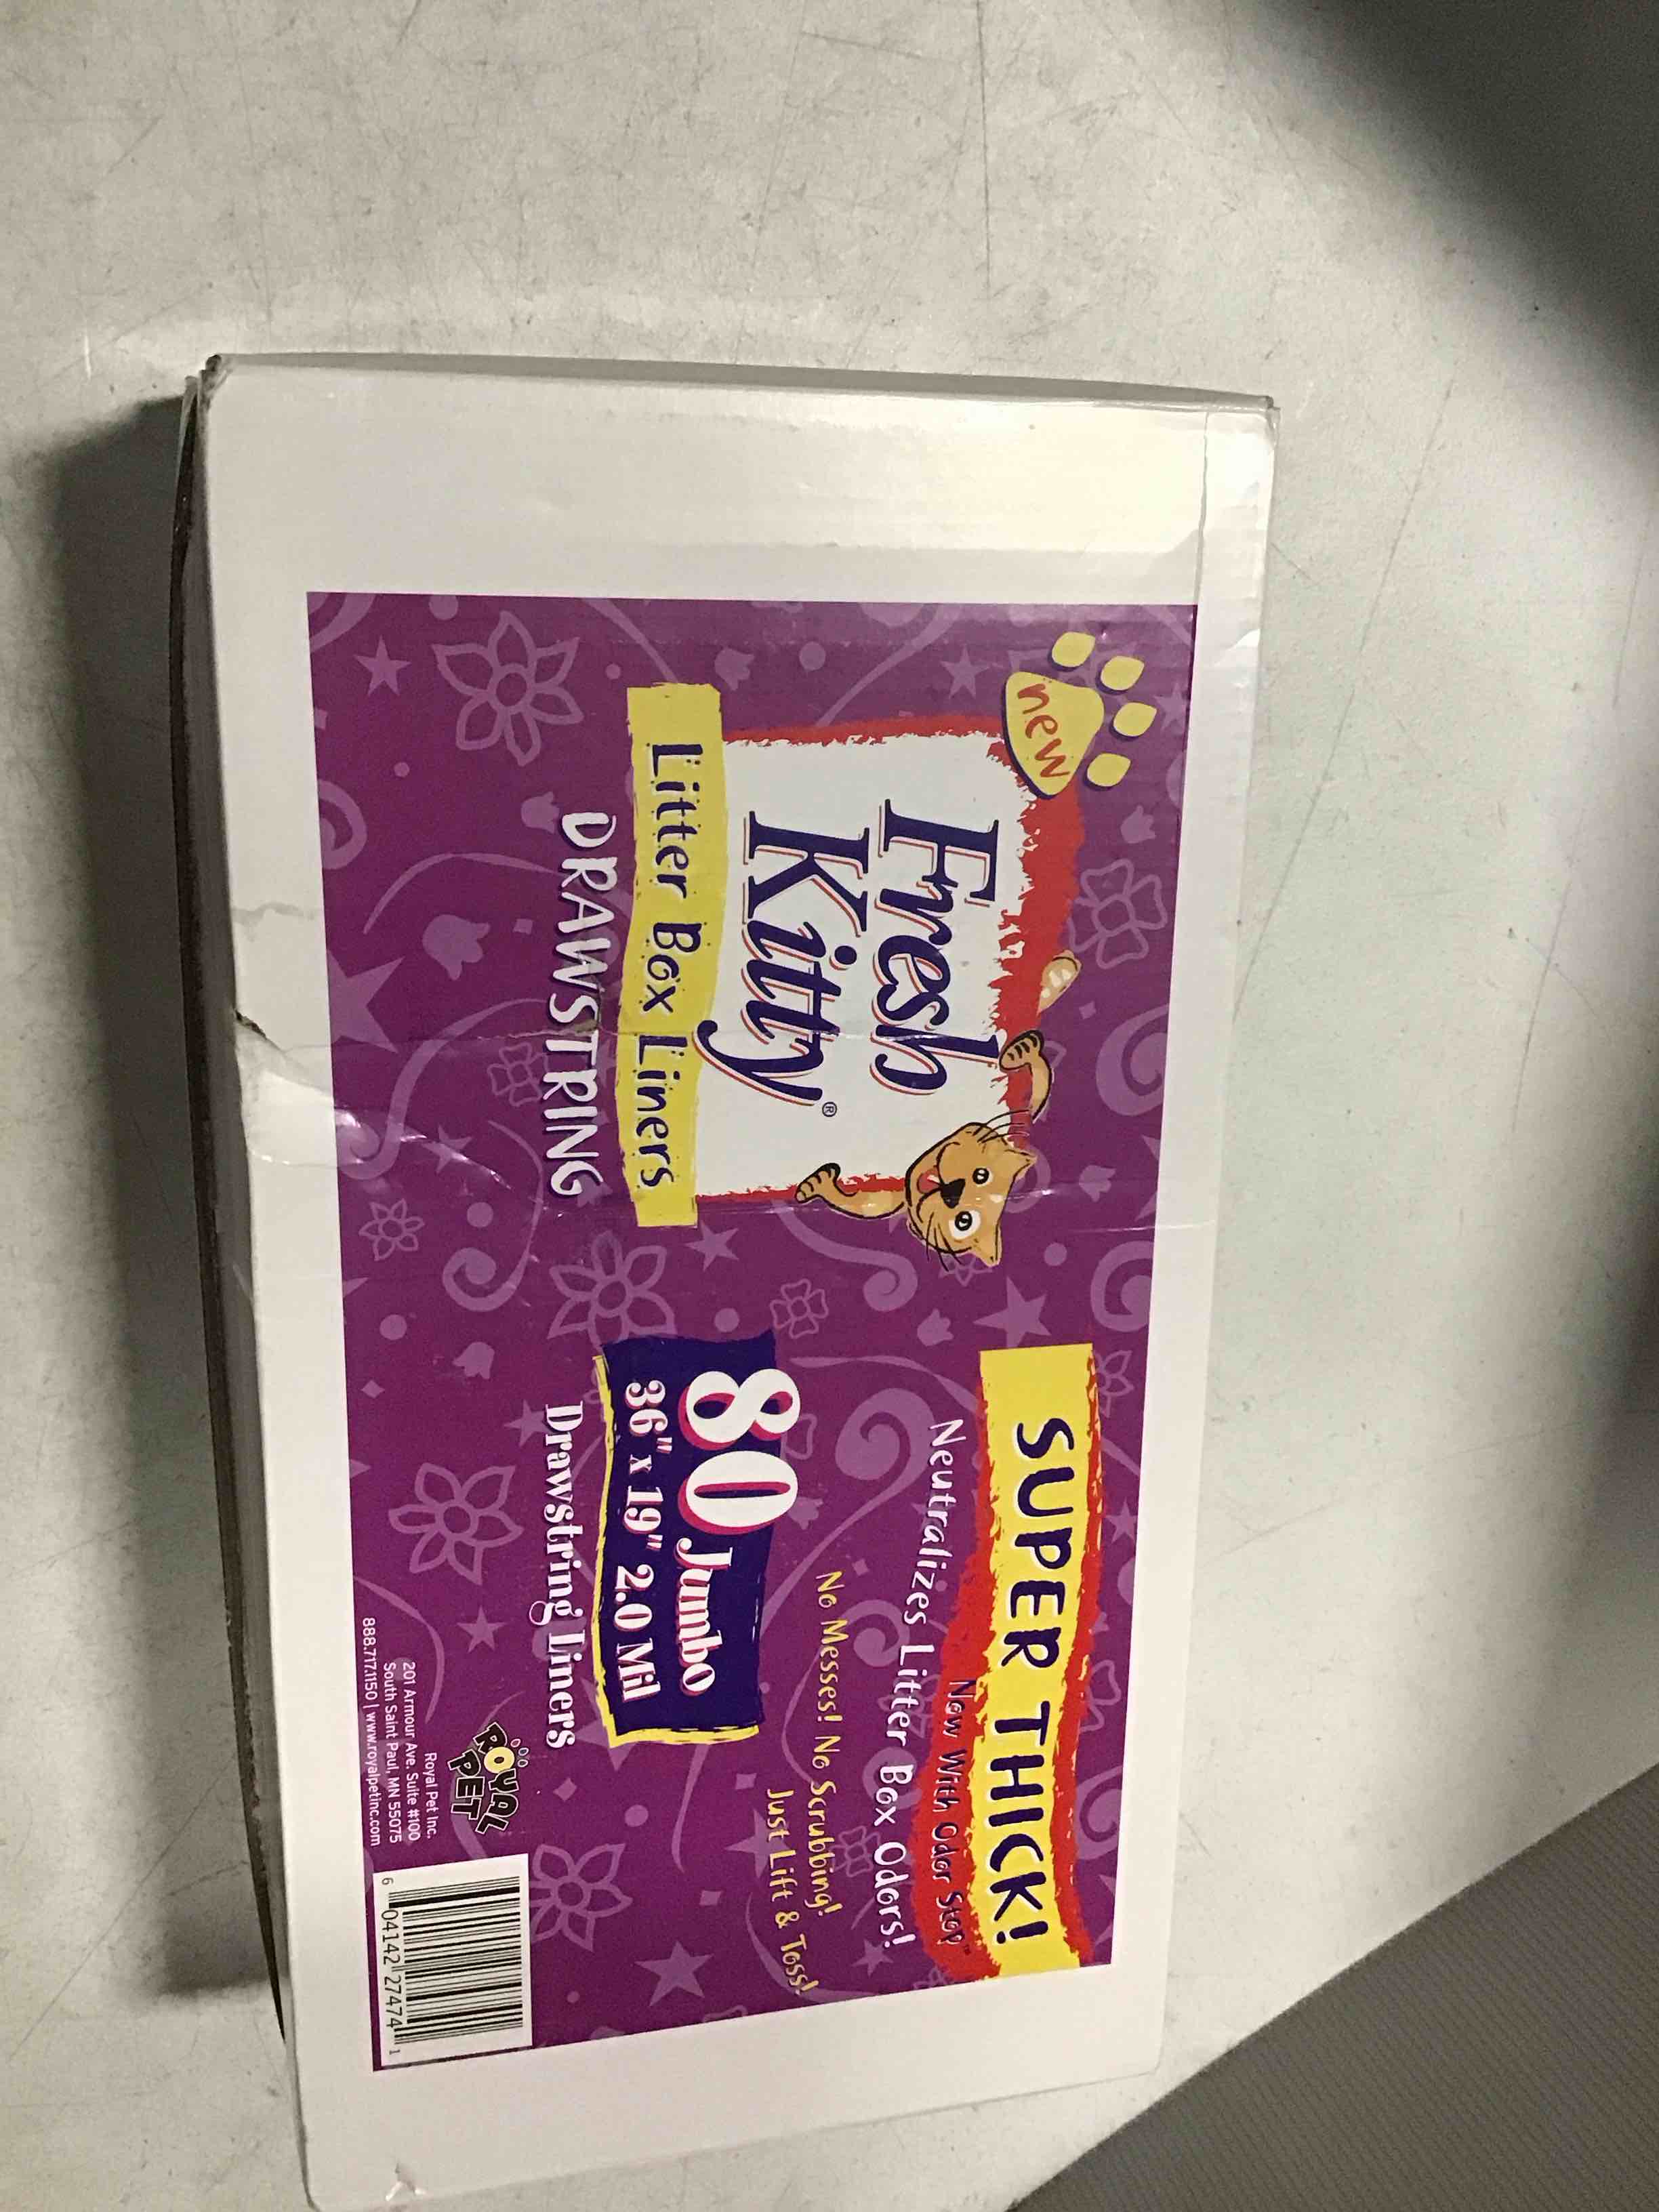 new
Fresh
Kitty®
Litter Box Liners
DRAWSTRING
SUPER THICK!
Now With Odor Stop™
Neutralizes Litter Box Odors!
No Messes! No Scrubbing!
Just Lift & Toss!
80 Jumbo
36" x 19" 2.0 Mil
Drawstring Liners
ROYAL
PET
Royal Pet Inc.
201 Armour Ave. Suite #100
South Saint Paul, MN 55075
888.717.1150 | www.royalpetinc.com
6 04142 27474 1